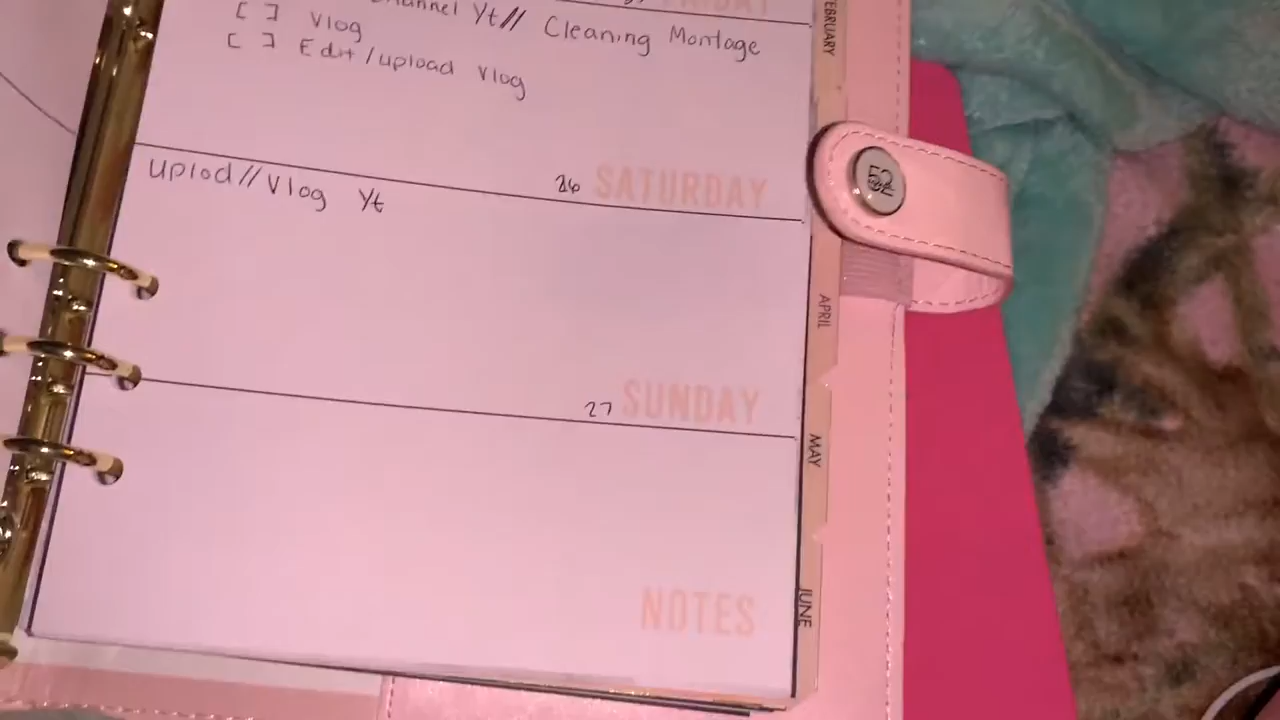 FRIDAY
Channel Yt// Cleaning Montage
[ ] Vlog
[ ] Edit/upload Vlog
26 SATURDAY
uplod//Vlog Yt
27 SUNDAY
NOTES
FEBRUARY
APRIL
MAY
JUNE
52